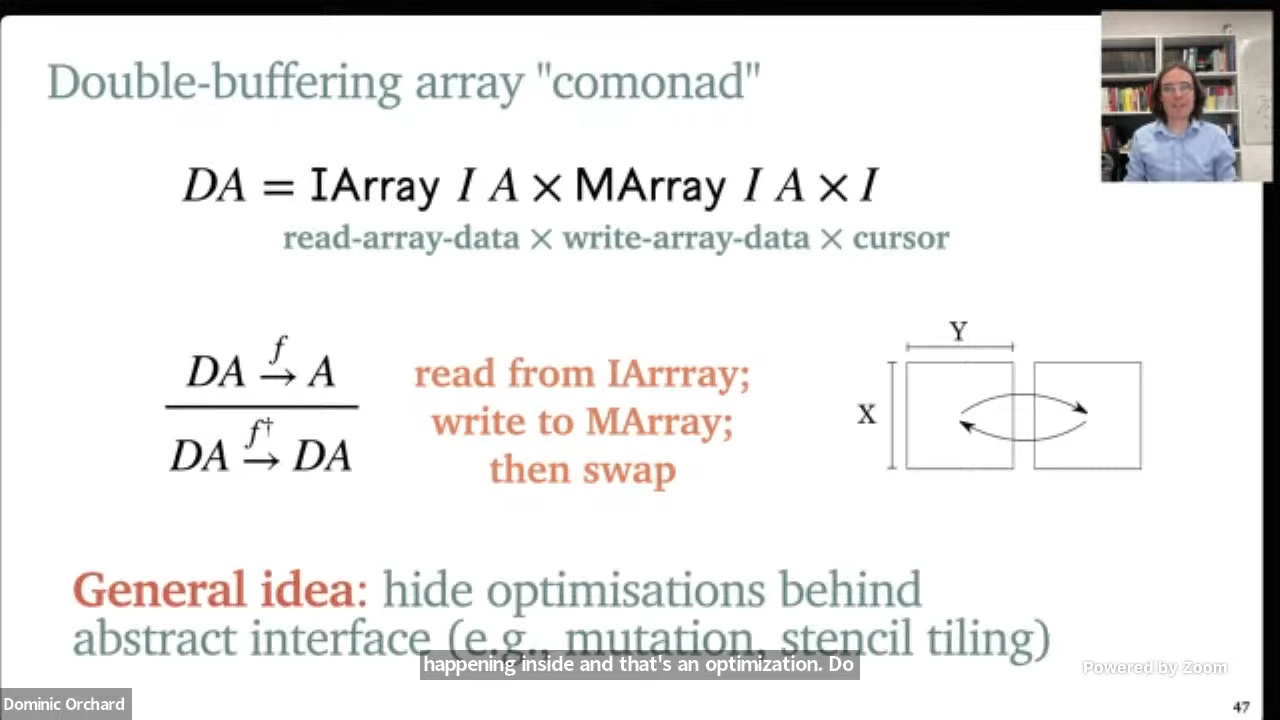 Double-buffering array "comonad"
DA = IArray I A × MArray I A × I
read-array-data × write-array-data × cursor
DA →f A
DA →f† DA
read from IArrray;
write to MArray;
then swap
Y
X
General idea: hide optimisations behind
abstract interface (e.g., mutation, stencil tiling)
happening inside and that's an optimization. Do
Powered by Zoom
Dominic Orchard
47